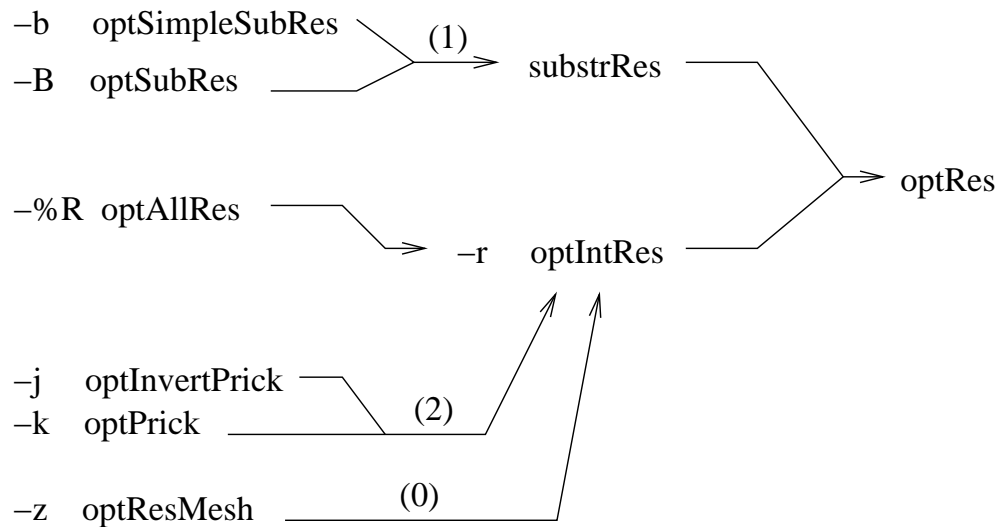 −b optSimpleSubRes
(1)
−B optSubRes
substrRes
optRes
−%R optAllRes
−r optIntRes
−j optInvertPrick
−k optPrick
(2)
−z optResMesh
(0)